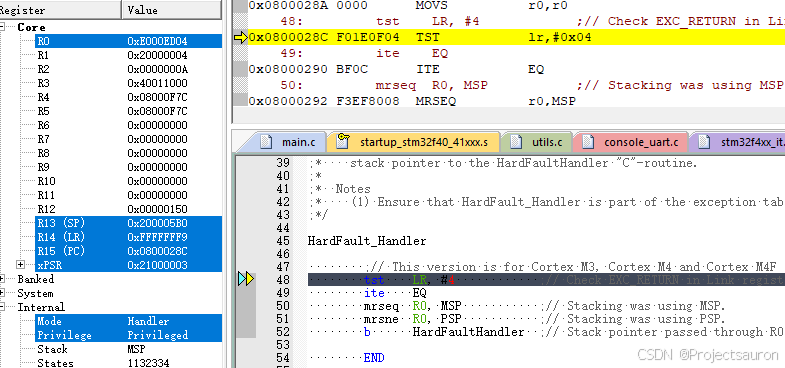 Register
Value
Core
R0 0xE000ED04
R1 0x20000004
R2 0x0000000A
R3 0x40011000
R4 0x08000F7C
R5 0x08000F7C
R6 0x00000000
R7 0x00000000
R8 0x00000000
R9 0x00000000
R10 0x00000000
R11 0x00000000
R12 0x00000150
R13 (SP) 0x200005B0
R14 (LR) 0xFFFFFFF9
R15 (PC) 0x0800028C
xPSR 0x21000003
Banked
System
Internal
Mode Handler
Privilege Privileged
Stack MSP
States 1132334
0x0800028A 0000 MOVS r0,r0
48: tst LR, #4 ;// Check EXC_RETURN in Lin
0x0800028C F01E0F04 TST lr,#0x04
49: ite EQ
0x08000290 BF0C ITE EQ
50: mrseq R0, MSP ;// Stacking was using MSP
0x08000292 F3EF8008 MRSEQ r0,MSP
main.c startup_stm32f40_41xxx.s utils.c console_uart.c stm32f4xx_it.
39 ;* stack pointer to the HardFaultHandler "C"-routine.
40 ;*
41 ;* Notes
42 ;* (1) Ensure that HardFault_Handler is part of the exception tab
43 ;*/
44
45 HardFault_Handler
46
47 ;// This version is for Cortex M3, Cortex M4 and Cortex M4F
48 tst LR, #4 ;// Check EXC_RETURN in Link regist
49 ite EQ
50 mrseq R0, MSP ;// Stacking was using MSP.
51 mrsne R0, PSP ;// Stacking was using PSP.
52 b HardFaultHandler ;// Stack pointer passed through R0
53
54 END
55
CSDN @Projectsauron